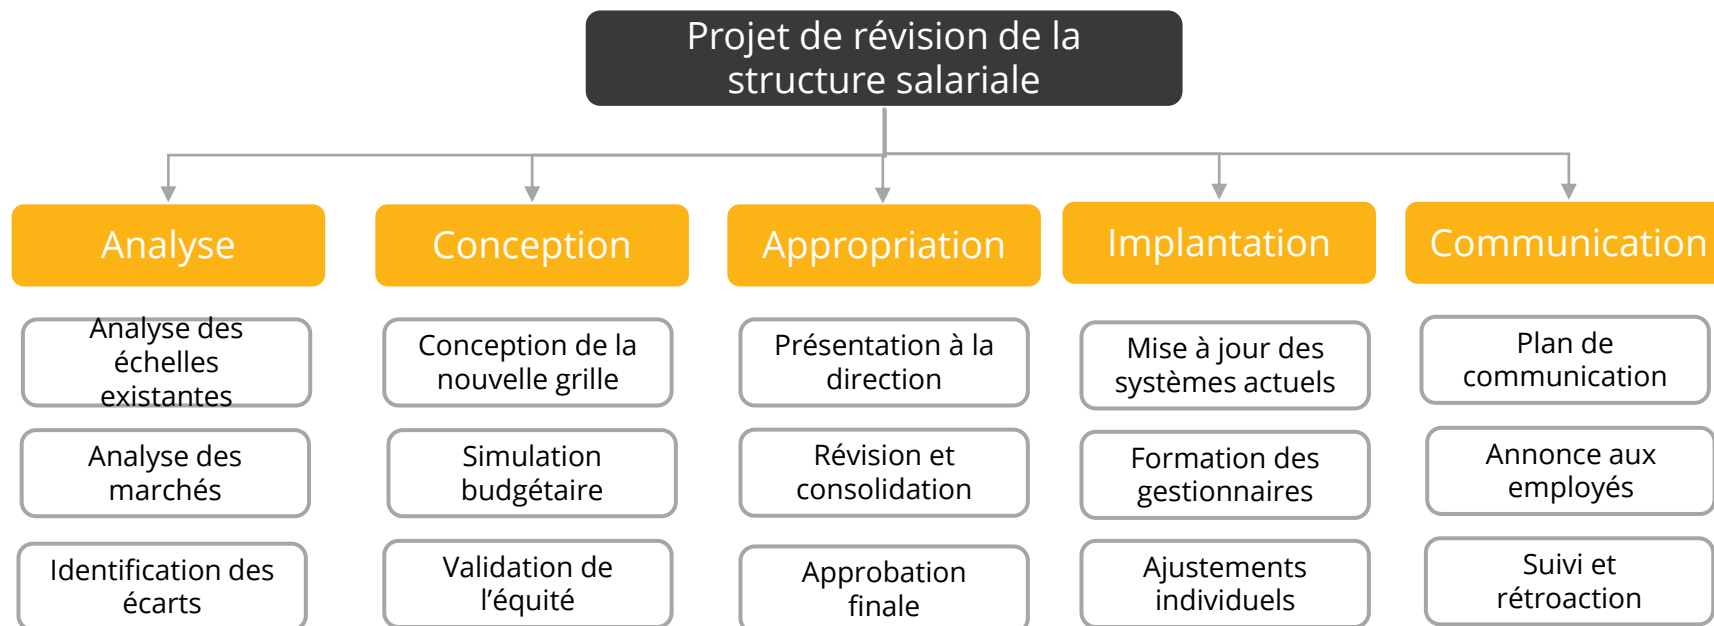 Projet de révision de la
structure salariale
Analyse
Conception
Appropriation
Implantation
Communication
Analyse des
échelles
existantes
Conception de la
nouvelle grille
Présentation à la
direction
Mise à jour des
systèmes actuels
Plan de
communication
Analyse des
marchés
Simulation
budgétaire
Révision et
consolidation
Formation des
gestionnaires
Annonce aux
employés
Identification des
écarts
Validation de
l’équité
Approbation
finale
Ajustements
individuels
Suivi et
rétroaction